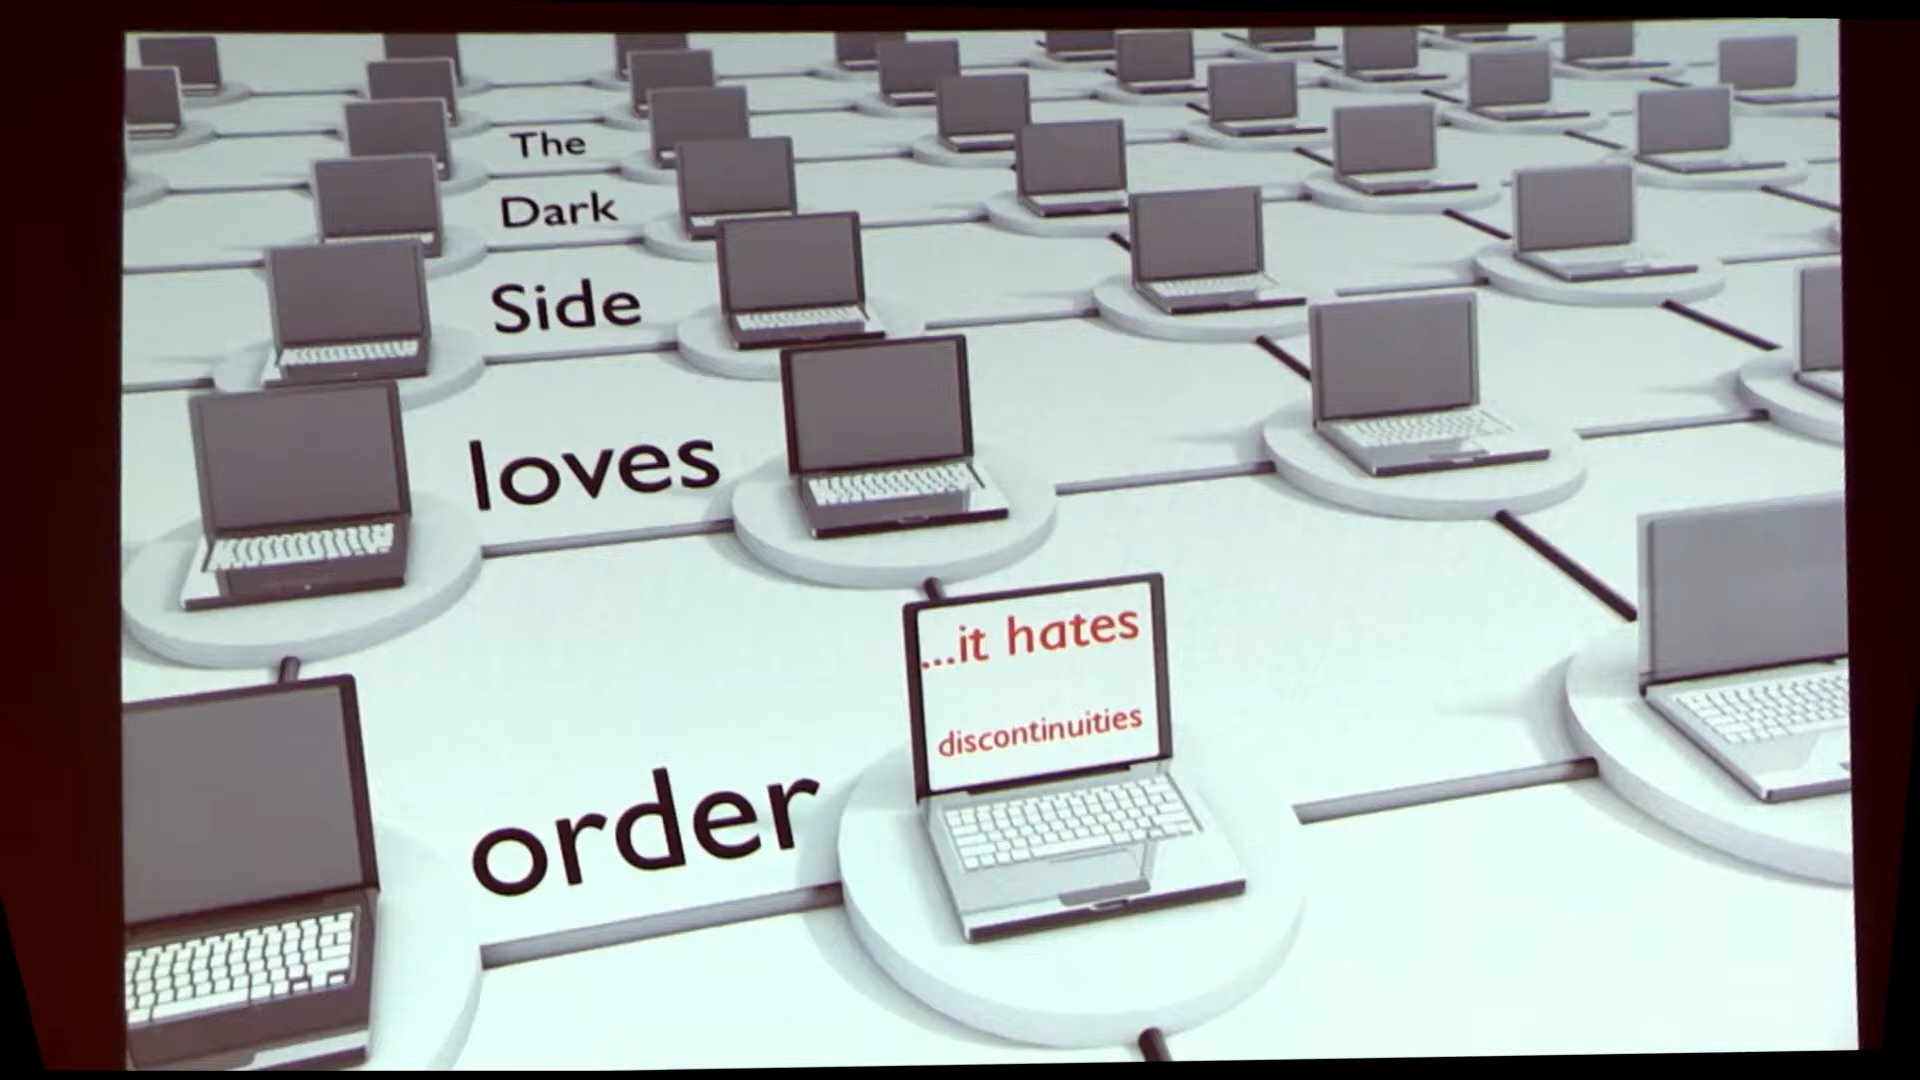 The
Dark
Side
loves
order
...it hates
discontinuities